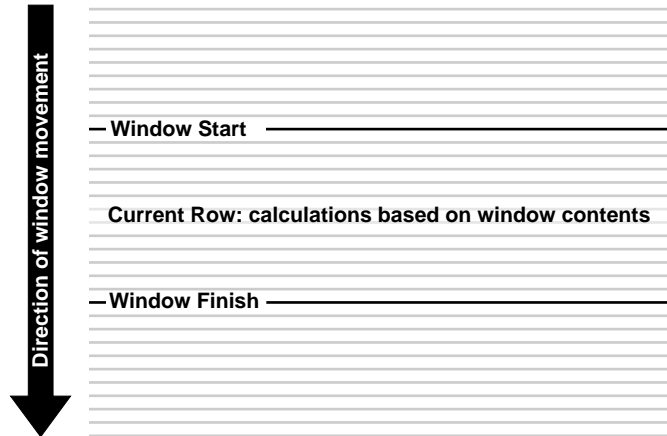 Direction of window movement
Window Start
Current Row: calculations based on window contents
Window Finish